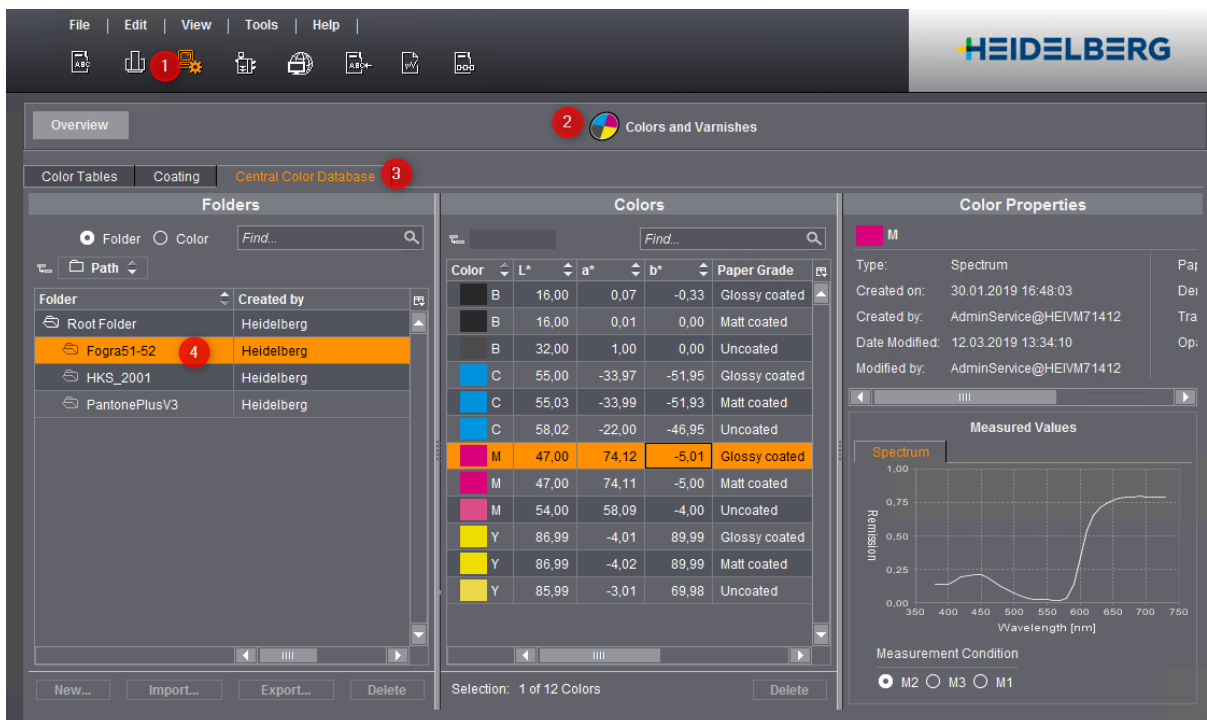 File | Edit | View | Tools | Help |
1
HEIDELBERG
Overview
2 Colors and Varnishes
Color Tables Coating Central Color Database 3
Folders
Folder Color Find...
Path
Folder Created by
Root Folder Heidelberg
Fogra51-52 4 Heidelberg
HKS_2001 Heidelberg
PantonePlusV3 Heidelberg
New... Import... Export... Delete
Colors
Find...
Color L* a* b* Paper Grade
B 16,00 0,07 -0,33 Glossy coated
B 16,00 0,01 0,00 Matt coated
B 32,00 1,00 0,00 Uncoated
C 55,00 -33,97 -51,95 Glossy coated
C 55,03 -33,99 -51,93 Matt coated
C 58,02 -22,00 -46,95 Uncoated
M 47,00 74,12 -5,01 Glossy coated
M 47,00 74,11 -5,00 Matt coated
M 54,00 58,09 -4,00 Uncoated
Y 86,99 -4,01 89,99 Glossy coated
Y 86,99 -4,02 89,99 Matt coated
Y 85,99 -3,01 69,98 Uncoated
Selection: 1 of 12 Colors Delete
Color Properties
M
Type: Spectrum
Created on: 30.01.2019 16:48:03
Created by: AdminService@HEIVM71412
Date Modified: 12.03.2019 13:34:10
Modified by: AdminService@HEIVM71412
Measured Values
Spectrum
1,00
0,75
0,50
0,25
0,00
Remission
350 400 450 500 550 600 650 700 750
Wavelength [nm]
Measurement Condition
M2 M3 M1